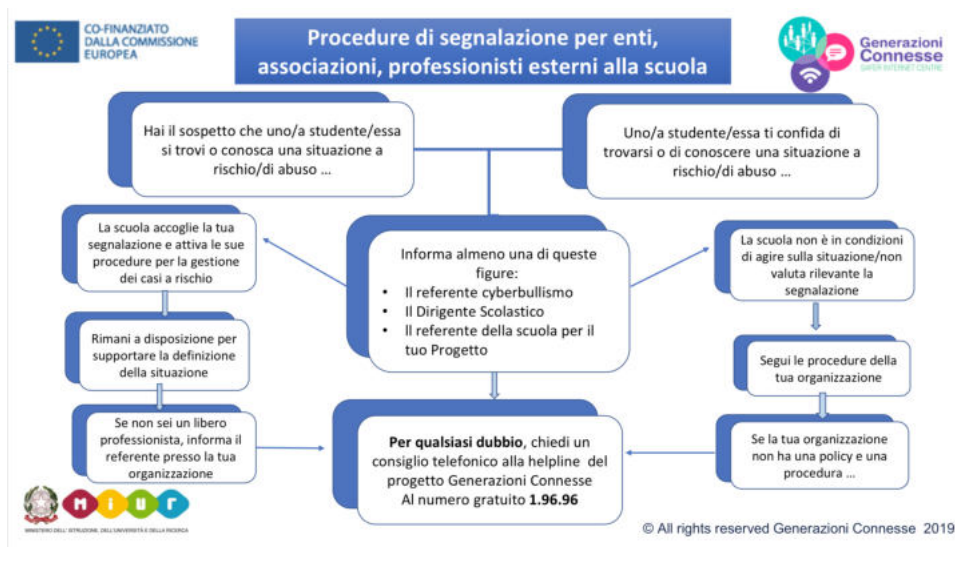 CO-FINANZIATO
DALLA COMMISSIONE
EUROPEA
Procedure di segnalazione per enti,
associazioni, professionisti esterni alla scuola
Generazioni
Connesse
SAFER INTERNET CENTRE
Hai il sospetto che uno/a studente/essa
si trovi o conosca una situazione a
rischio/di abuso …
Uno/a studente/essa ti confida di
trovarsi o di conoscere una situazione a
rischio/di abuso …
La scuola accoglie la tua
segnalazione e attiva le sue
procedure per la gestione
dei casi a rischio
Informa almeno una di queste
figure:
• Il referente cyberbullismo
• Il Dirigente Scolastico
• Il referente della scuola per il
tuo Progetto
La scuola non è in condizioni
di agire sulla situazione/non
valuta rilevante la
segnalazione
Rimani a disposizione per
supportare la definizione
della situazione
Segui le procedure della
tua organizzazione
Se non sei un libero
professionista, informa il
referente presso la tua
organizzazione
Per qualsiasi dubbio, chiedi un
consiglio telefonico alla helpline del
progetto Generazioni Connesse
Al numero gratuito 1.96.96
Se la tua organizzazione
non ha una policy e una
procedura …
miur
MINISTERO DELL' ISTRUZIONE, DELL'UNIVERSITÀ E DELLA RICERCA
© All rights reserved Generazioni Connesse 2019